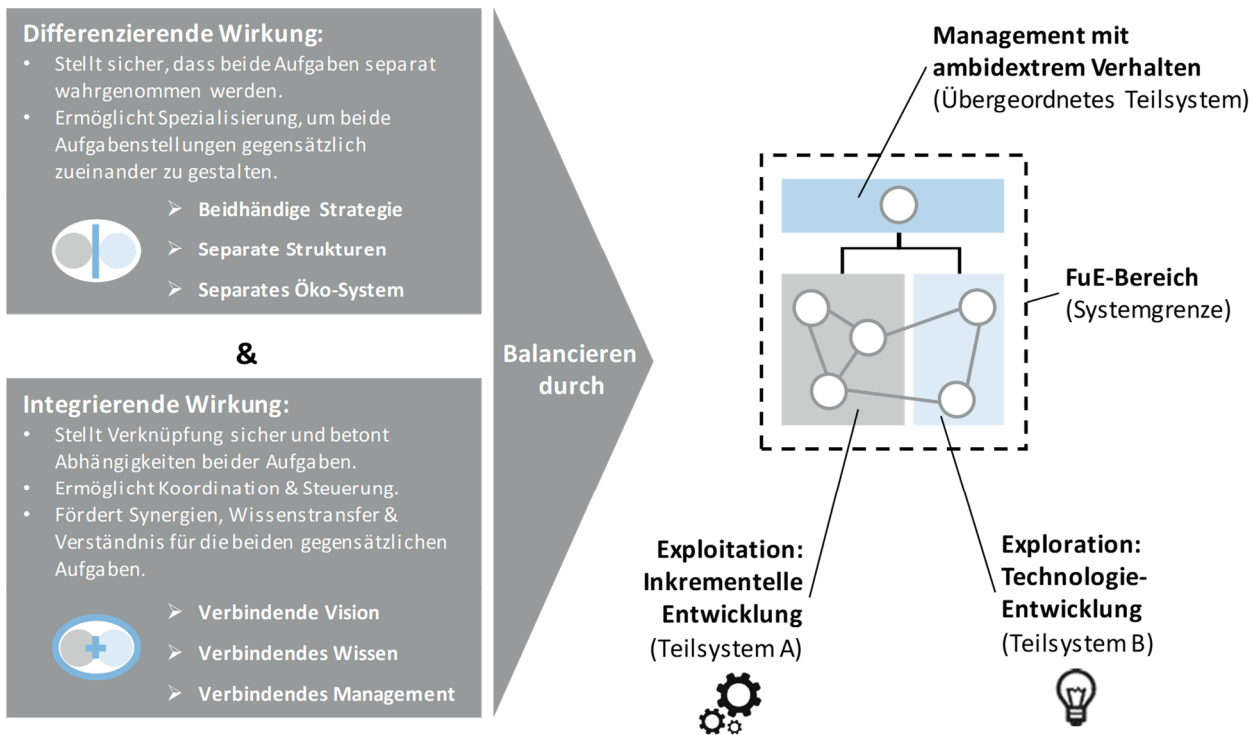 Differenzierende Wirkung:
• Stellt sicher, dass beide Aufgaben separat
wahrgenommen werden.
• Ermöglicht Spezialisierung, um beide
Aufgabenstellungen gegensätzlich
zueinander zu gestalten.
➢ Beidhändige Strategie
➢ Separate Strukturen
➢ Separates Öko-System
&
Integrierende Wirkung:
• Stellt Verknüpfung sicher und betont
Abhängigkeiten beider Aufgaben.
• Ermöglicht Koordination & Steuerung.
• Fördert Synergien, Wissenstransfer &
Verständnis für die beiden gegensätzlichen
Aufgaben.
➢ Verbindende Vision
➢ Verbindendes Wissen
➢ Verbindendes Management
Balancieren
durch
Management mit
ambidextrem Verhalten
(Übergeordnetes Teilsystem)
FuE-Bereich
(Systemgrenze)
Exploitation:
Inkrementelle
Entwicklung
(Teilsystem A)
Exploration:
Technologie-
Entwicklung
(Teilsystem B)